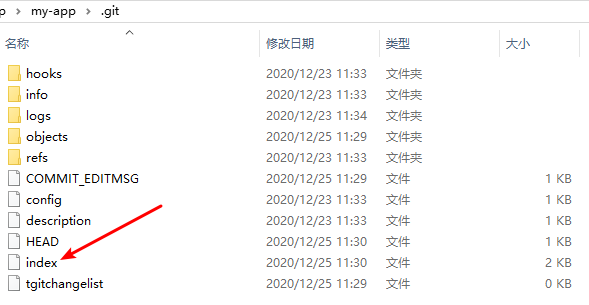 p > my-app > .git
名称 修改日期 类型 大小
hooks 2020/12/23 11:33 文件夹
info 2020/12/23 11:33 文件夹
logs 2020/12/23 11:34 文件夹
objects 2020/12/25 11:29 文件夹
refs 2020/12/23 11:33 文件夹
COMMIT_EDITMSG 2020/12/25 11:29 文件 1 KB
config 2020/12/23 11:33 文件 1 KB
description 2020/12/23 11:33 文件 1 KB
HEAD 2020/12/25 11:30 文件 1 KB
index 2020/12/25 11:30 文件 2 KB
tgitchangelist 2020/12/25 11:29 文件 0 KB